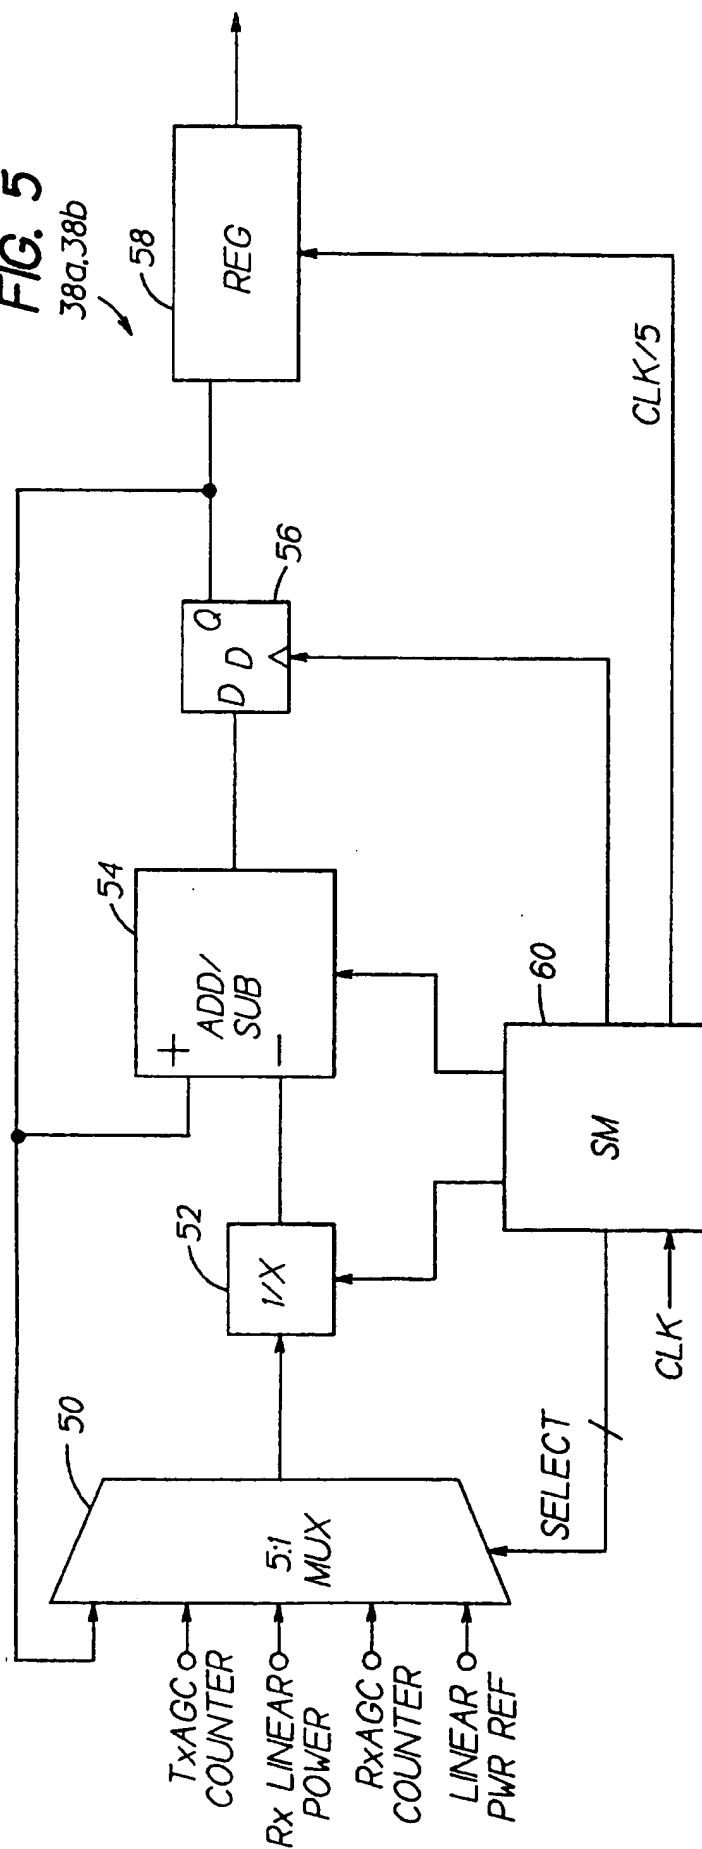 FIG. 5
38a,38b
50
5:1
MUX
TxAGC
COUNTER
Rx LINEAR
POWER
RxAGC
COUNTER
LINEAR
PWR REF
SELECT
52
1/X
54
+
−
ADD/
SUB
56
D
D
Q
58
REG
60
SM
CLK
CLK/5